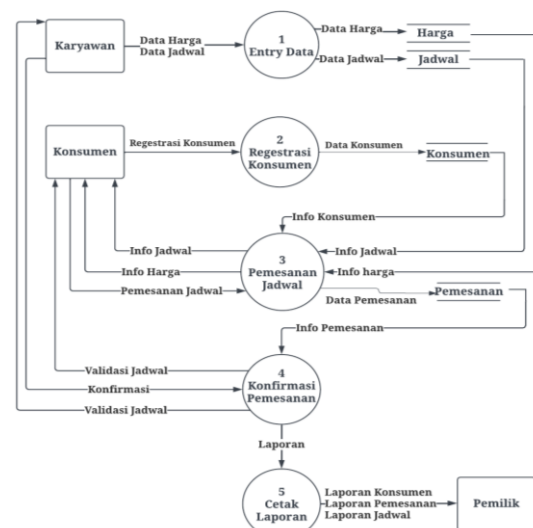 Karyawan
Data Harga
Data Jadwal
1
Entry Data
Data Harga
Harga
Data Jadwal
Jadwal
Konsumen
Regestrasi Konsumen
2
Regestrasi
Konsumen
Data Konsumen
Konsumen
Info Konsumen
Info Jadwal
Info Jadwal
3
Pemesanan
Jadwal
Info Harga
Info harga
Pemesanan Jadwal
Data Pemesanan
Pemesanan
Info Pemesanan
Validasi Jadwal
4
Konfirmasi
Pemesanan
Konfirmasi
Validasi Jadwal
Laporan
5
Cetak
Laporan
Laporan Konsumen
Laporan Pemesanan
Laporan Jadwal
Pemilik